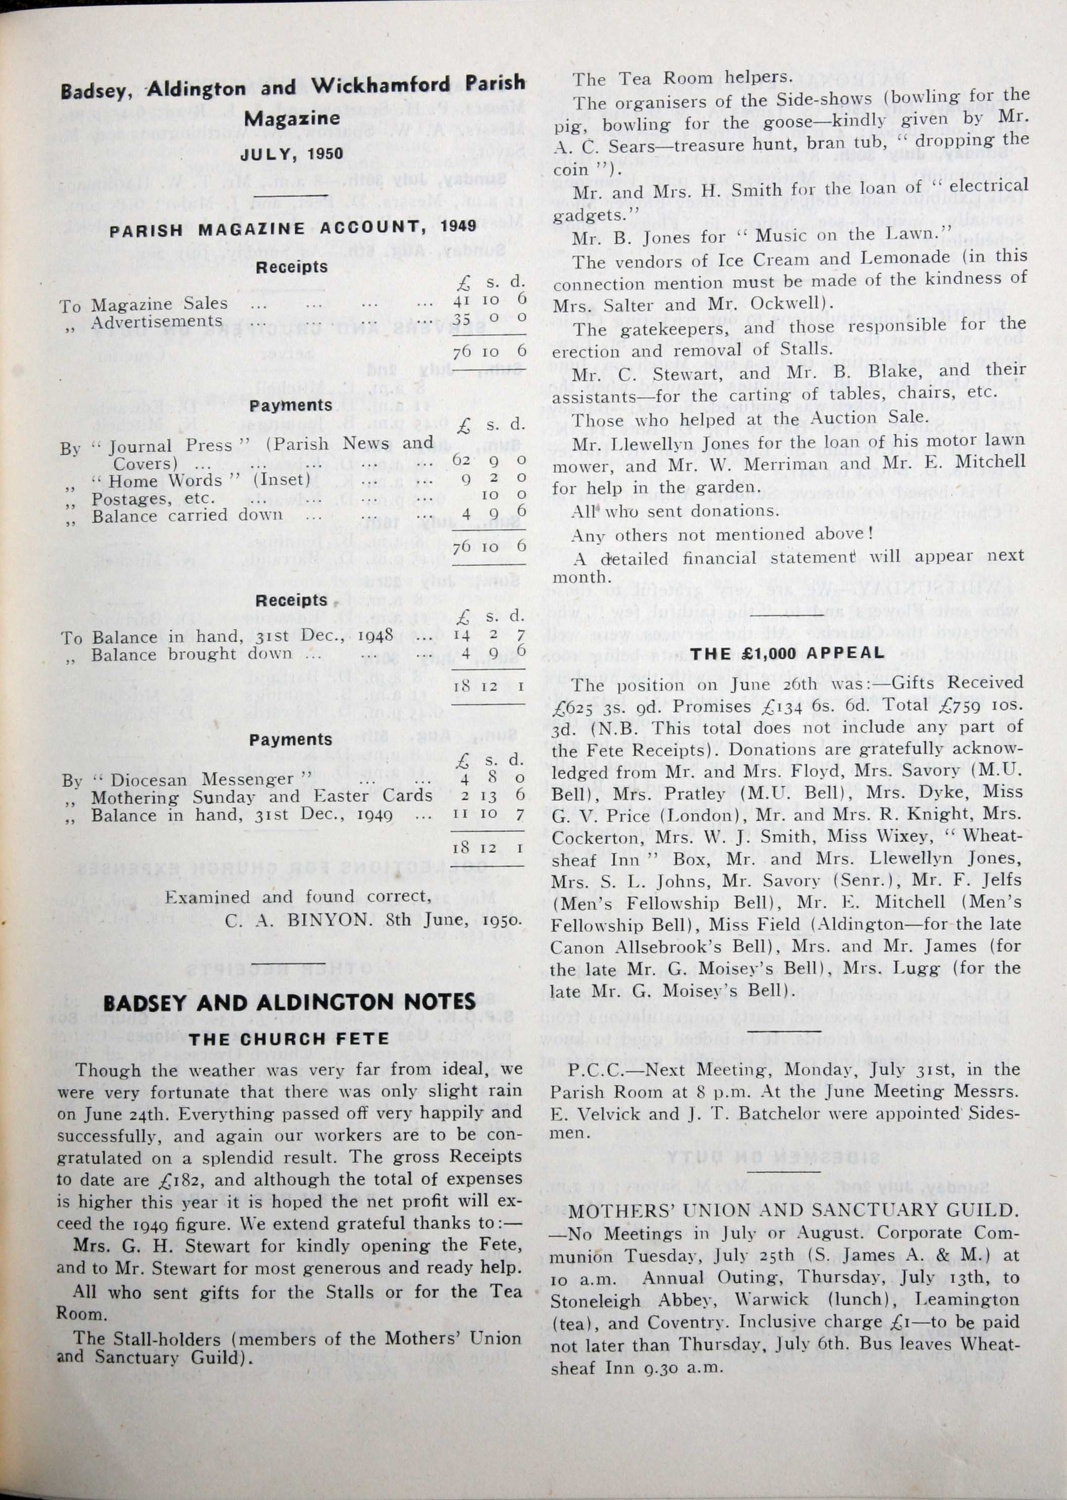 Badsey, Aldington and Wickhamford Parish
Magazine
JULY, 1950
PARISH MAGAZINE ACCOUNT, 1949
Receipts
£ s. d.
To Magazine Sales ... ... ... ... 41 10 6
„ Advertisements ... ... ... ... 35 0 0
76 10 6
Payments
£ s. d.
By “ Journal Press ” (Parish News and
Covers) ... ... ... ... ... 62 9 0
„ “ Home Words ” (Inset) ... ... 9 2 0
„ Postages, etc. ... ... ... ... 10 0
„ Balance carried down ... ... ... 4 9 6
76 10 6
Receipts
£ s. d.
To Balance in hand, 31st Dec., 1948 ... 14 2 7
„ Balance brought down ... ... ... 4 9 6
18 12 1
Payments
£ s. d.
By “ Diocesan Messenger ” ... ... 4 8 0
„ Mothering Sunday and Easter Cards 2 13 6
„ Balance in hand, 31st Dec., 1949 ... 11 10 7
18 12 1
Examined and found correct,
C. A. BINYON. 8th June, 1950.
BADSEY AND ALDINGTON NOTES
THE CHURCH FETE
Though the weather was very far from ideal, we
were very fortunate that there was only slight rain
on June 24th. Everything passed off very happily and
successfully, and again our workers are to be con-
gratulated on a splendid result. The gross Receipts
to date are £182, and although the total of expenses
is higher this year it is hoped the net profit will ex-
ceed the 1949 figure. We extend grateful thanks to:—
Mrs. G. H. Stewart for kindly opening the Fete,
and to Mr. Stewart for most generous and ready help.
All who sent gifts for the Stalls or for the Tea
Room.
The Stall-holders (members of the Mothers' Union
and Sanctuary Guild).
The Tea Room helpers.
The organisers of the Side-shows (bowling for the
pig, bowling for the goose—kindly given by Mr.
A. C. Sears—treasure hunt, bran tub, “ dropping the
coin ”).
Mr. and Mrs. H. Smith for the loan of “ electrical
gadgets.”
Mr. B. Jones for “ Music on the Lawn.”
The vendors of Ice Cream and Lemonade (in this
connection mention must be made of the kindness of
Mrs. Salter and Mr. Ockwell).
The gatekeepers, and those responsible for the
erection and removal of Stalls.
Mr. C. Stewart, and Mr. B. Blake, and their
assistants—for the carting of tables, chairs, etc.
Those who helped at the Auction Sale.
Mr. Llewellyn Jones for the loan of his motor lawn
mower, and Mr. W. Merriman and Mr. E. Mitchell
for help in the garden.
All who sent donations.
Any others not mentioned above !
A detailed financial statement will appear next
month.
THE £1,000 APPEAL
The position on June 26th was:—Gifts Received
£625 3s. 9d. Promises £134 6s. 6d. Total £759 10s.
3d. (N.B. This total does not include any part of
the Fete Receipts). Donations are gratefully acknow-
ledged from Mr. and Mrs. Floyd, Mrs. Savory (M.U.
Bell), Mrs. Pratley (M.U. Bell), Mrs. Dyke, Miss
G. V. Price (London), Mr. and Mrs. R. Knight, Mrs.
Cockerton, Mrs. W. J. Smith, Miss Wixey, “ Wheat-
sheaf Inn ” Box, Mr. and Mrs. Llewellyn Jones,
Mrs. S. L. Johns, Mr. Savory (Senr.), Mr. F. Jelfs
(Men's Fellowship Bell), Mr. E. Mitchell (Men's
Fellowship Bell), Miss Field (Aldington—for the late
Canon Allsebrook's Bell), Mrs. and Mr. James (for
the late Mr. G. Moisey's Bell), Mrs. Lugg (for the
late Mr. G. Moisey's Bell).
P.C.C.—Next Meeting, Monday, July 31st, in the
Parish Room at 8 p.m. At the June Meeting Messrs.
E. Velvick and J. T. Batchelor were appointed Sides-
men.
MOTHERS' UNION AND SANCTUARY GUILD.
—No Meetings in July or August. Corporate Com-
munion Tuesday, July 25th (S. James A. & M.) at
10 a.m. Annual Outing, Thursday, July 13th, to
Stoneleigh Abbey, Warwick (lunch), Leamington
(tea), and Coventry. Inclusive charge £1—to be paid
not later than Thursday, July 6th. Bus leaves Wheat-
sheaf Inn 9.30 a.m.